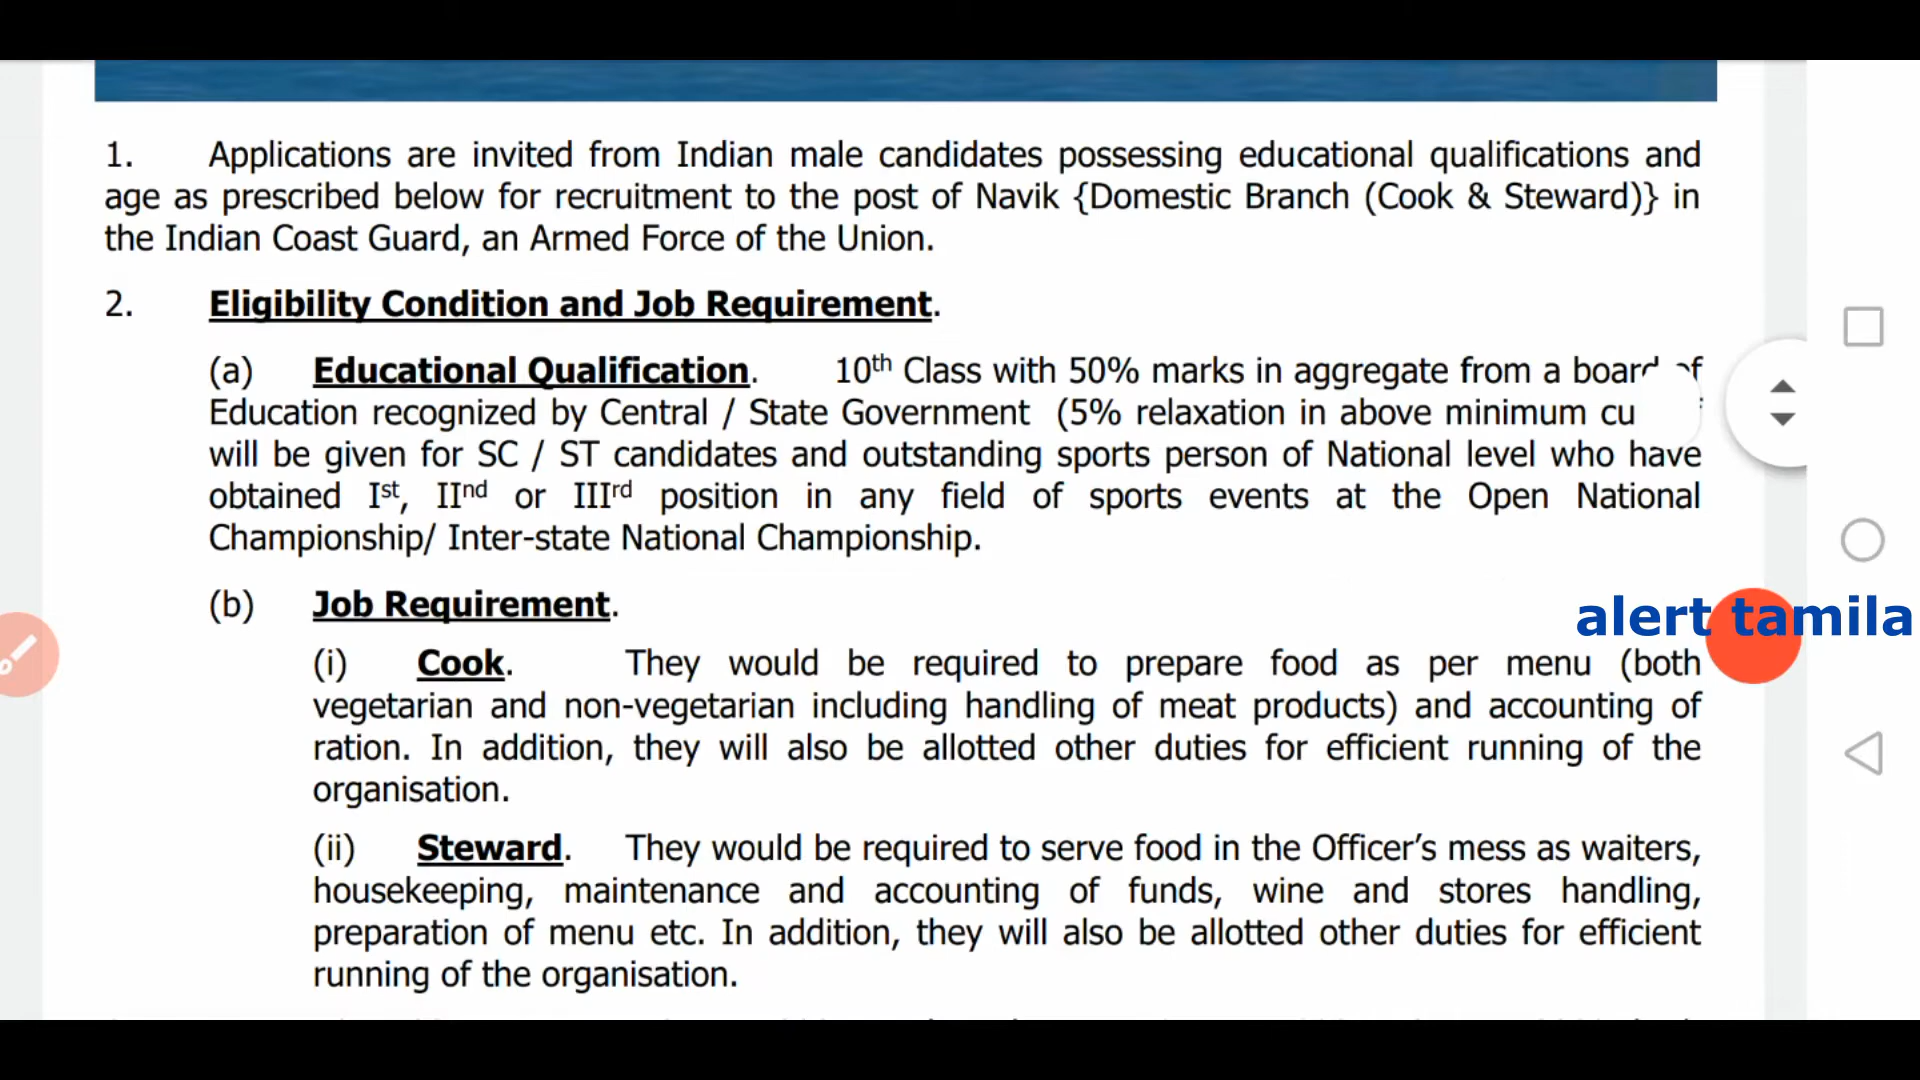 1. Applications are invited from Indian male candidates possessing educational qualifications and
age as prescribed below for recruitment to the post of Navik {Domestic Branch (Cook & Steward)} in
the Indian Coast Guard, an Armed Force of the Union.
2. Eligibility Condition and Job Requirement.
(a) Educational Qualification. 10th Class with 50% marks in aggregate from a board of
Education recognized by Central / State Government (5% relaxation in above minimum cu
will be given for SC / ST candidates and outstanding sports person of National level who have
obtained Ist, IInd or IIIrd position in any field of sports events at the Open National
Championship/ Inter-state National Championship.
(b) Job Requirement.
alert tamila
(i) Cook. They would be required to prepare food as per menu (both
vegetarian and non-vegetarian including handling of meat products) and accounting of
ration. In addition, they will also be allotted other duties for efficient running of the
organisation.
(ii) Steward. They would be required to serve food in the Officer's mess as waiters,
housekeeping, maintenance and accounting of funds, wine and stores handling,
preparation of menu etc. In addition, they will also be allotted other duties for efficient
running of the organisation.